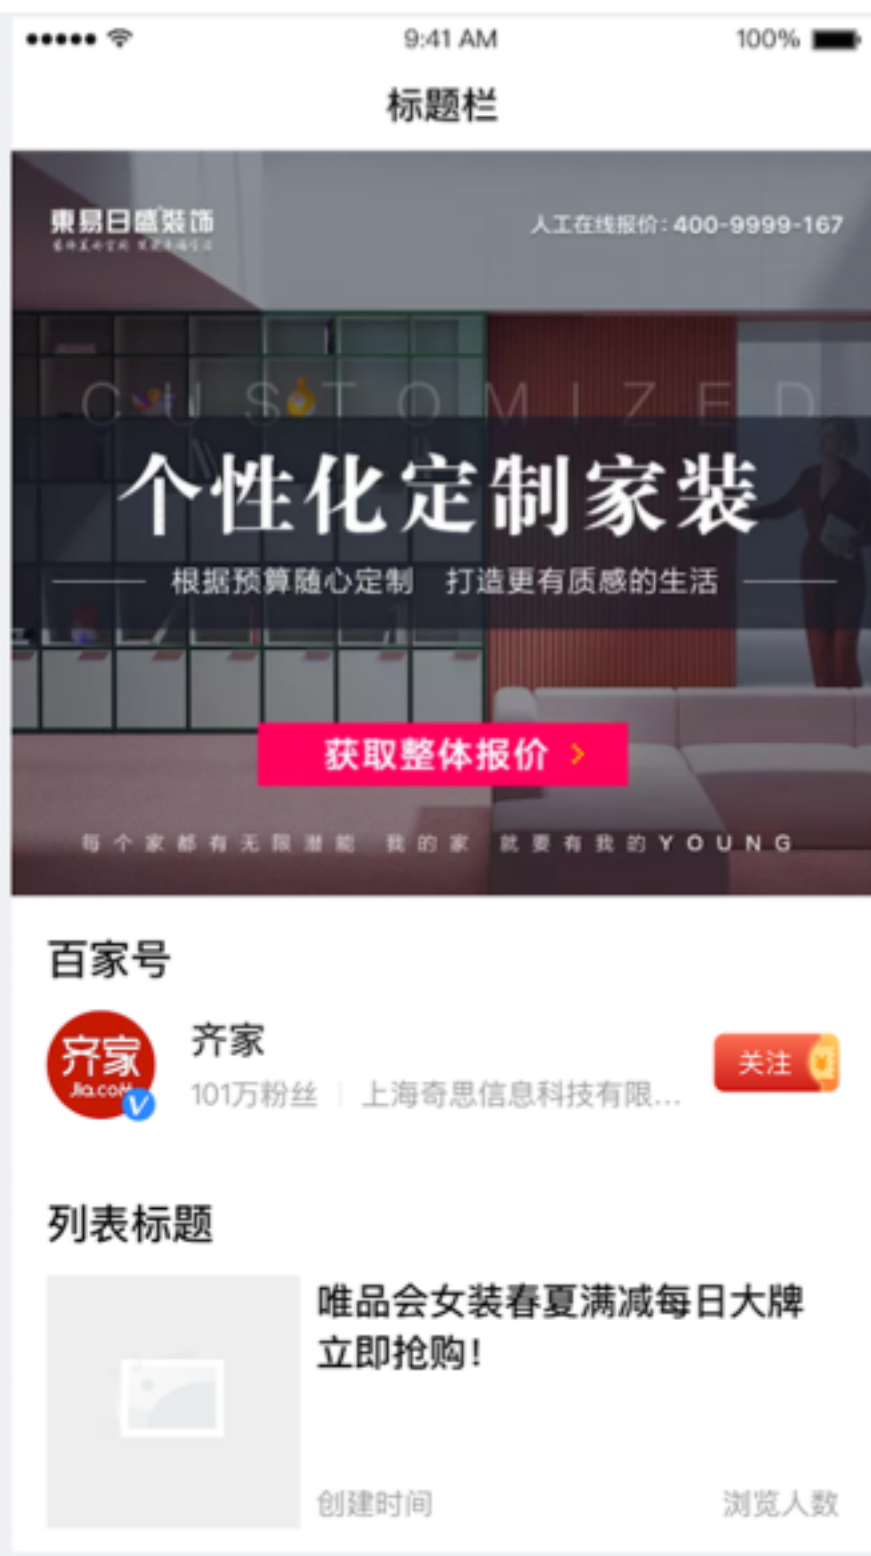 9:41 AM 100%
标题栏
東易日盛裝饰
人工在线报价：400-9999-167
CUSTOMIZED
个性化定制家装
根据预算随心定制 打造更有质感的生活
获取整体报价 >
每个家都有无限潜能 我的家 就要有我的YOUNG
百家号
齐家
Jia.com
齐家
101万粉丝 | 上海奇思信息科技有限...
关注
列表标题
唯品会女装春夏满减每日大牌
立即抢购！
创建时间 浏览人数